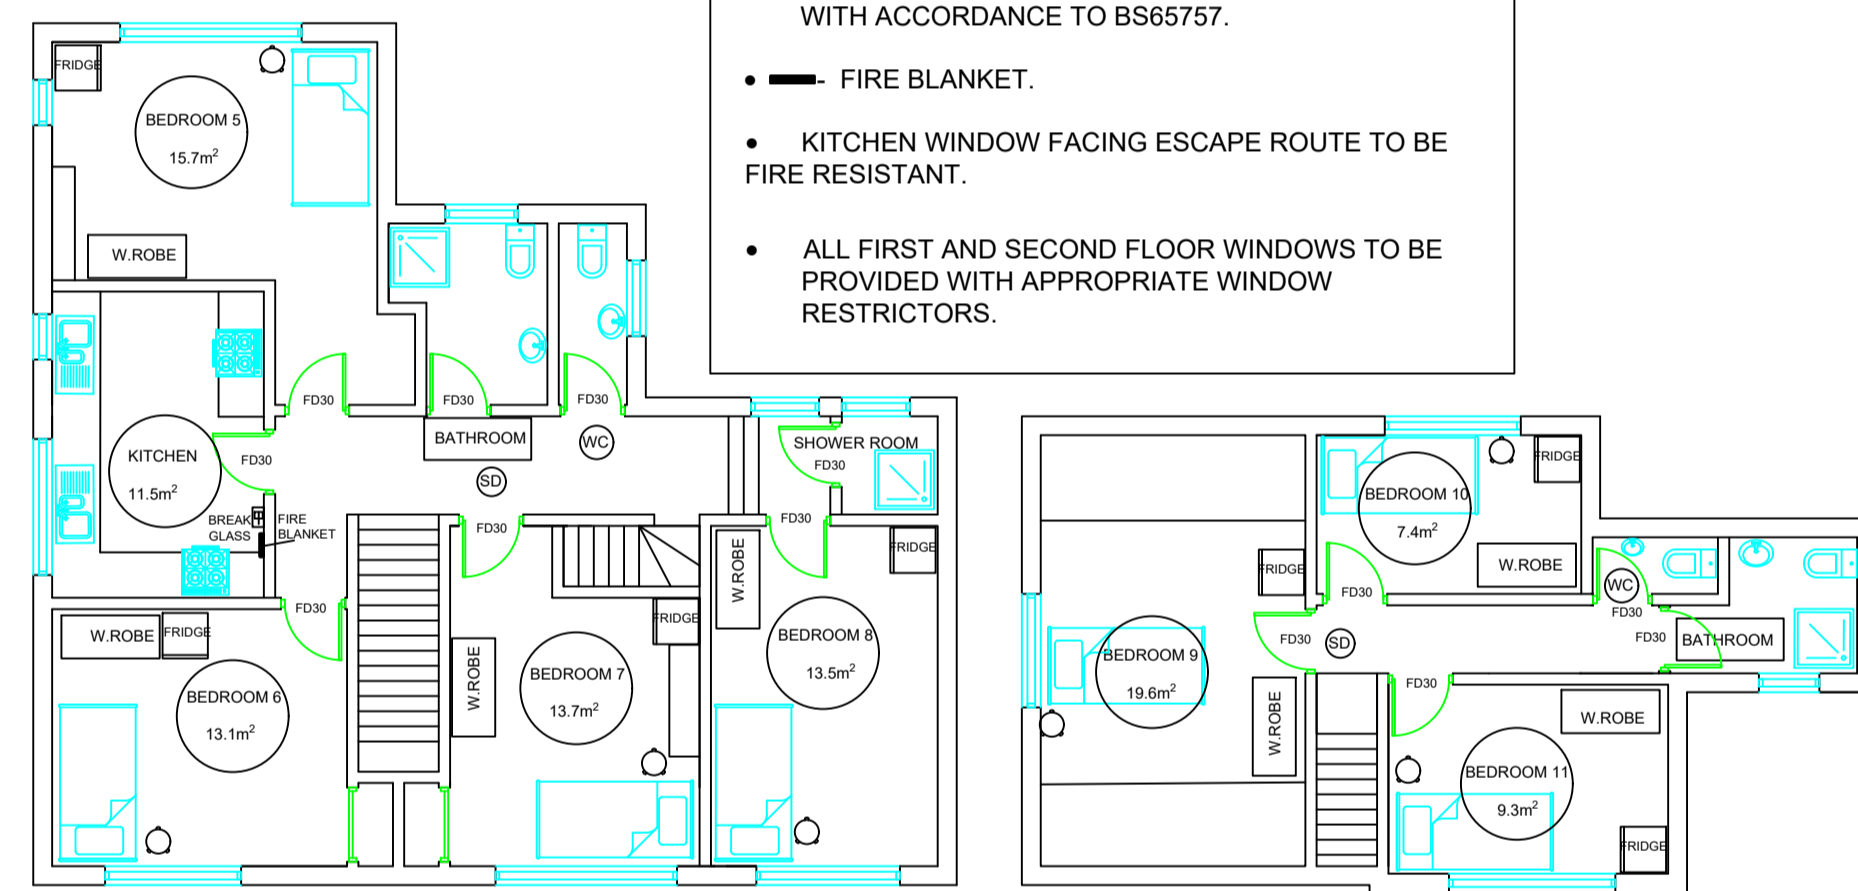 WITH ACCORDANCE TO BS65757.
• - FIRE BLANKET.
• KITCHEN WINDOW FACING ESCAPE ROUTE TO BE
FIRE RESISTANT.
• ALL FIRST AND SECOND FLOOR WINDOWS TO BE
PROVIDED WITH APPROPRIATE WINDOW
RESTRICTORS.
FRIDGE
BEDROOM 5
15.7m²
W.ROBE
FD30
FD30
FD30
BATHROOM
WC
SD
KITCHEN
11.5m²
FD30
BREAK
GLASS
FIRE
BLANKET
SHOWER ROOM
FD30
FD30
FD30
FD30
W.ROBE
FRIDGE
BEDROOM 6
13.1m²
W.ROBE
BEDROOM 7
13.7m²
FRIDGE
W.ROBE
BEDROOM 8
13.5m²
FRIDGE
BEDROOM 10
7.4m²
FRIDGE
W.ROBE
FD30
FRIDGE
BEDROOM 9
19.6m²
W.ROBE
FD30
SD
WC
FD30
FD30
BATHROOM
FD30
W.ROBE
BEDROOM 11
9.3m²
FRIDGE